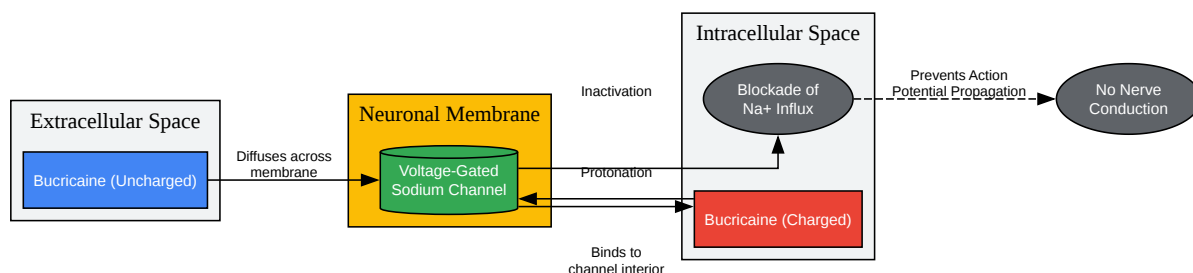 Extracellular Space
Bucricaine (Uncharged)
Diffuses across
membrane
Neuronal Membrane
Voltage-Gated
Sodium Channel
Inactivation
Protonation
Binds to
channel interior
Intracellular Space
Blockade of
Na+ Influx
Bucricaine (Charged)
Prevents Action
Potential Propagation
No Nerve
Conduction